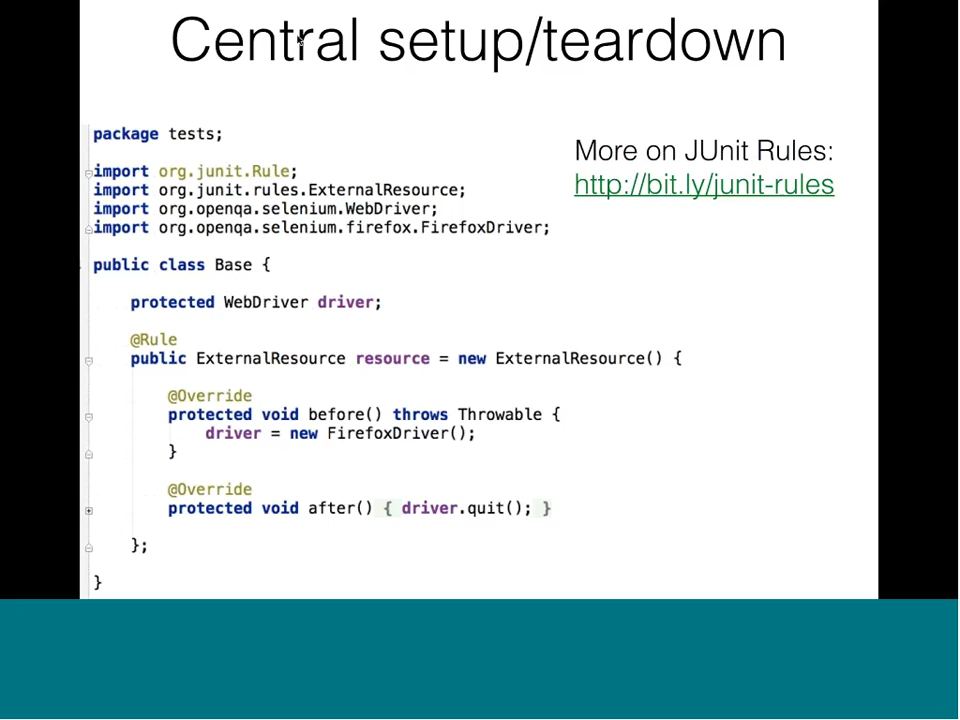 Central setup/teardown
package tests;
More on JUnit Rules:
http://bit.ly/junit-rules
import org.junit.Rule;
import org.junit.rules.ExternalResource;
import org.openqa.selenium.WebDriver;
import org.openqa.selenium.firefox.FirefoxDriver;
public class Base {
protected WebDriver driver;
@Rule
public ExternalResource resource = new ExternalResource() {
@Override
protected void before() throws Throwable {
driver = new FirefoxDriver();
}
@Override
protected void after() { driver.quit(); }
};
}